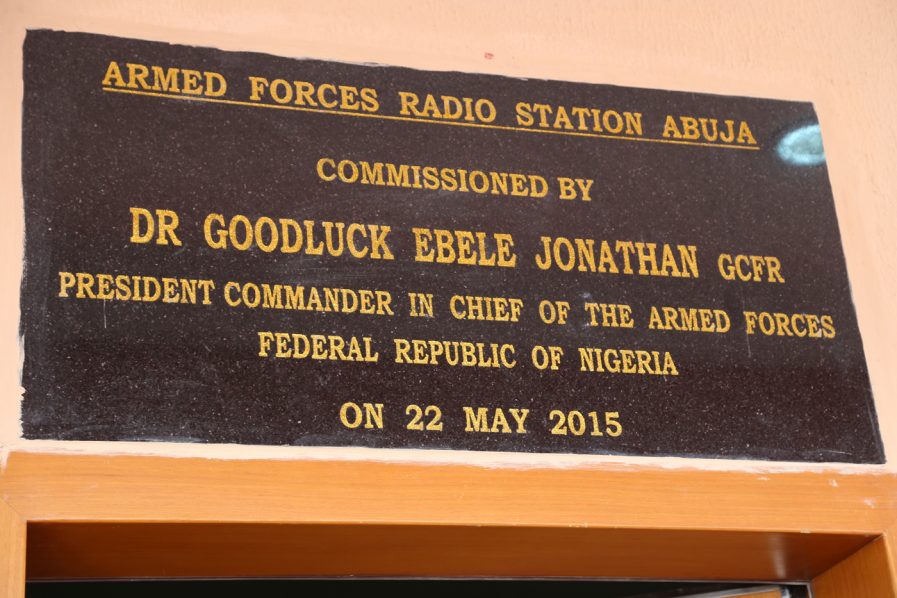 ARMED FORCES RADIO STATION ABUJA
COMMISSIONED BY
DR GOODLUCK EBELE JONATHAN GCFR
PRESIDENT COMMANDER IN CHIEF OF THE ARMED FORCES
FEDERAL REPUBLIC OF NIGERIA
ON 22 MAY 2015